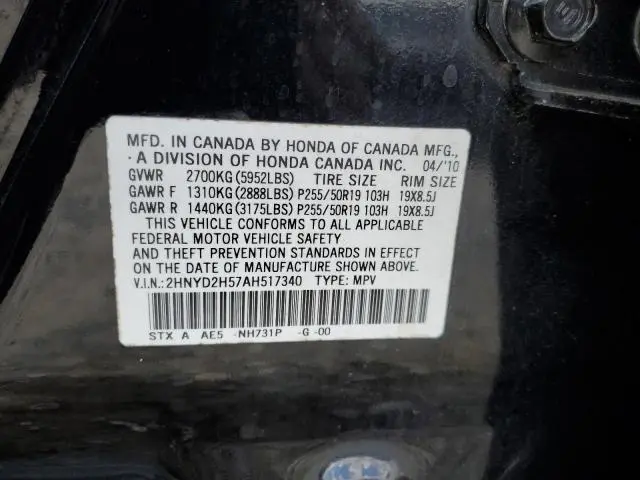 MFD. IN CANADA BY HONDA OF CANADA MFG.,
A DIVISION OF HONDA CANADA INC. 04/'10
GVWR 2700KG(5952LBS) TIRE SIZE RIM SIZE
GAWR F 1310KG(2888LBS) P255/50R19 103H 19X8.5J
GAWR R 1440KG(3175LBS) P255/50R19 103H 19X8.5J
THIS VEHICLE CONFORMS TO ALL APPLICABLE
FEDERAL MOTOR VEHICLE SAFETY
AND THEFT PREVENTION STANDARDS IN EFFECT
ON THE DATE OF MANUFACTURE SHOWN ABOVE.
V.I.N.: 2HNYD2H57AH517340 TYPE: MPV
STX A AE5 -NH731P -G -00